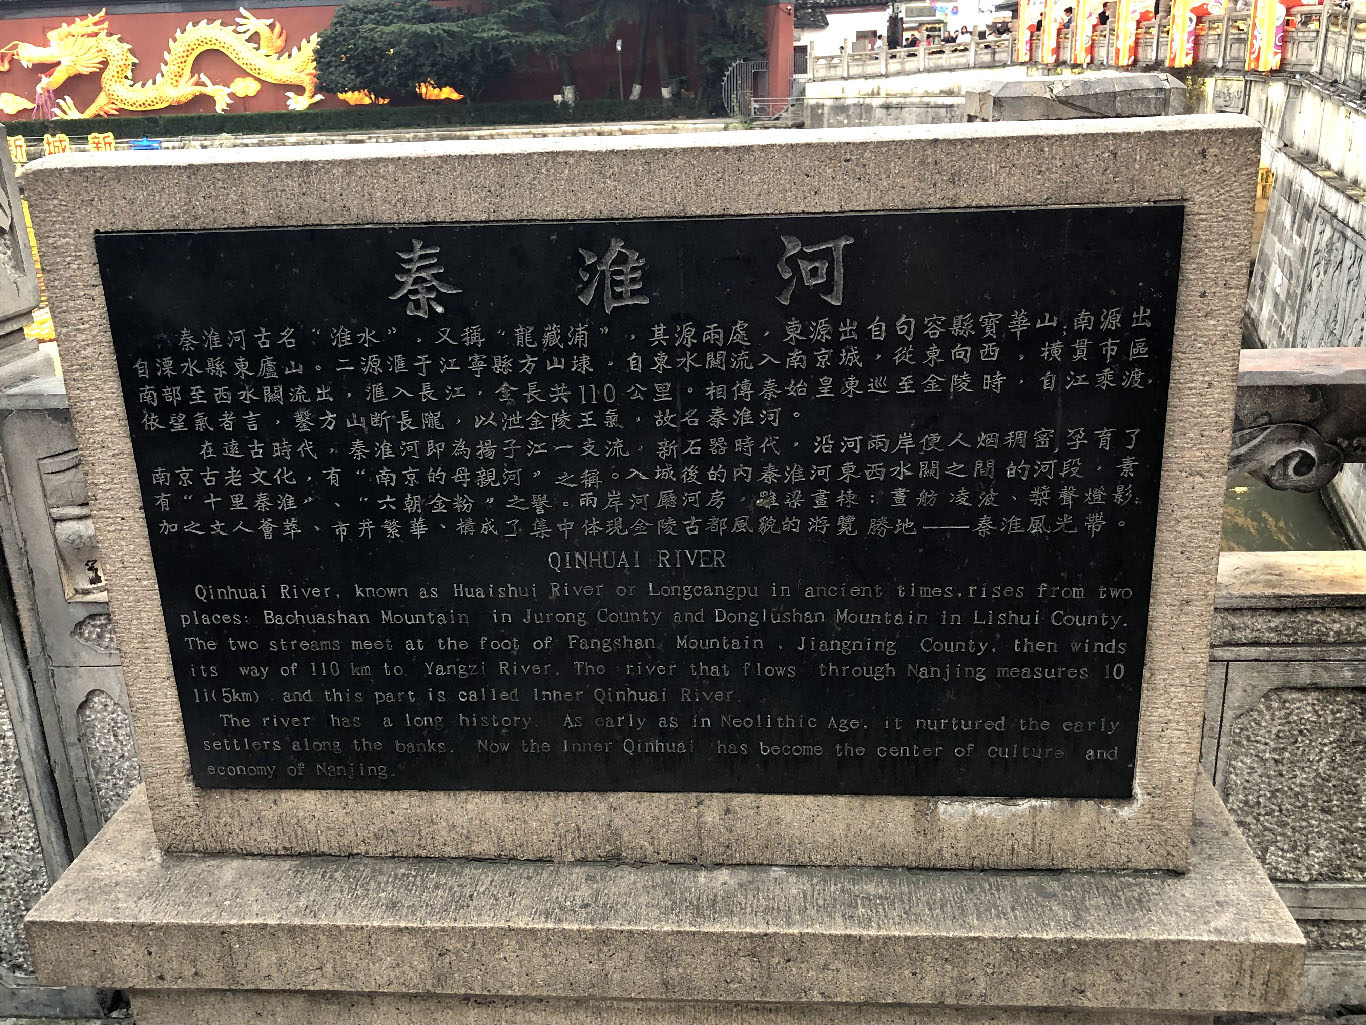 新城新
秦淮河
秦淮河古名“淮水”，又稱“龍藏浦”，其源兩處，東源出自句容縣寶華山，南源出
自溧水縣東廬山。二源滙于江寧縣方山埭，自東水關流入南京城，從東向西，横貫市區
南部至西水關流出，滙入長江，全長共110公里。相傳秦始皇東巡至金陵時，自江乘渡，
依望氣者言，鑿方山断長隴，以泄金陵王氣，故名秦淮河。
在遠古時代，秦淮河即為揚子江一支流，新石器時代，沿河兩岸便人烟稠密，孕育了
南京古老文化，有“南京的母親河”之稱。入城後的内秦淮河東西水關之間的河段，素
有“十里秦淮”、“六朝金粉”之譽。兩岸河廳河房，雕梁畫棟；畫舫凌波、槳聲燈影；
加之文人薈萃、市井繁華、構成了集中体現金陵古都風貌的游覽勝地——秦淮風光帶。
QINHUAI RIVER
Qinhuai River, known as Huaishui River or Longcangpu in ancient times, rises from two
places: Baohuashan Mountain in Jurong County and Donglushan Mountain in Lishui County.
The two streams meet at the foot of Fangshan Mountain , Jiangning County, then winds
its way of 110 km to Yangzi River. The river that flows through Nanjing measures 10
li(5km) and this part is called Inner Qinhuai River.
The river has a long history. As early as in Neolithic Age, it nurtured the early
settlers along the banks. Now the Inner Qinhuai has become the center of culture and
economy of Nanjing.